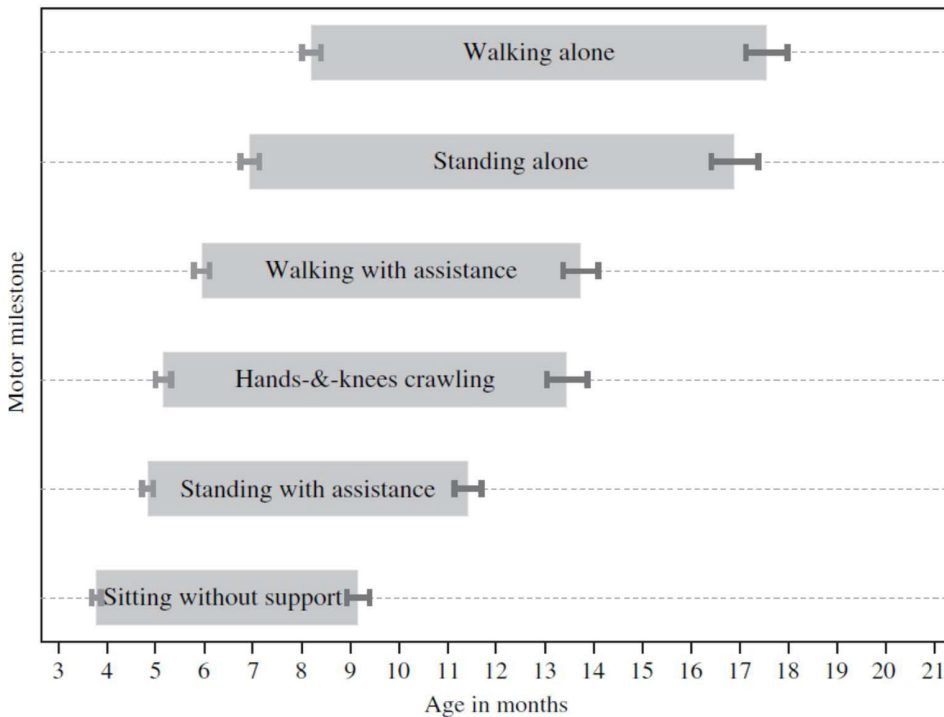 Walking alone
Standing alone
Walking with assistance
Hands-&-knees crawling
Standing with assistance
Sitting without support
Motor milestone
3 4 5 6 7 8 9 10 11 12 13 14 15 16 17 18 19 20 21
Age in months